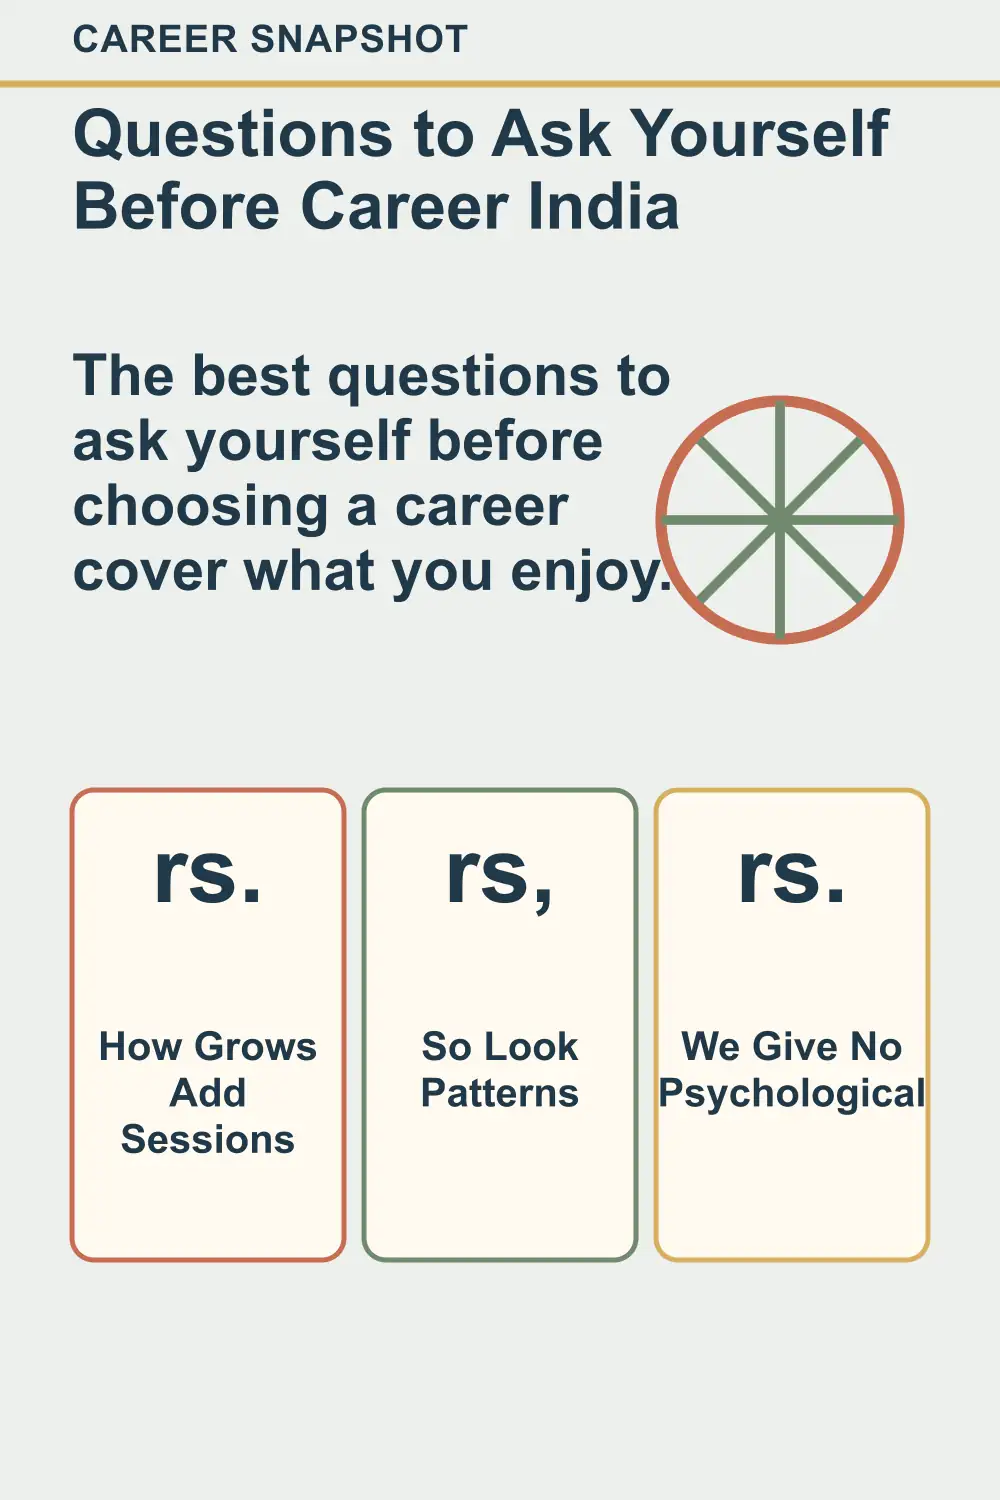 CAREER SNAPSHOT
Questions to Ask Yourself
Before Career India
The best questions to
ask yourself before
choosing a career
cover what you enjoy.
rs.
How Grows
Add
Sessions
rs,
So Look
Patterns
rs.
We Give No
Psychological